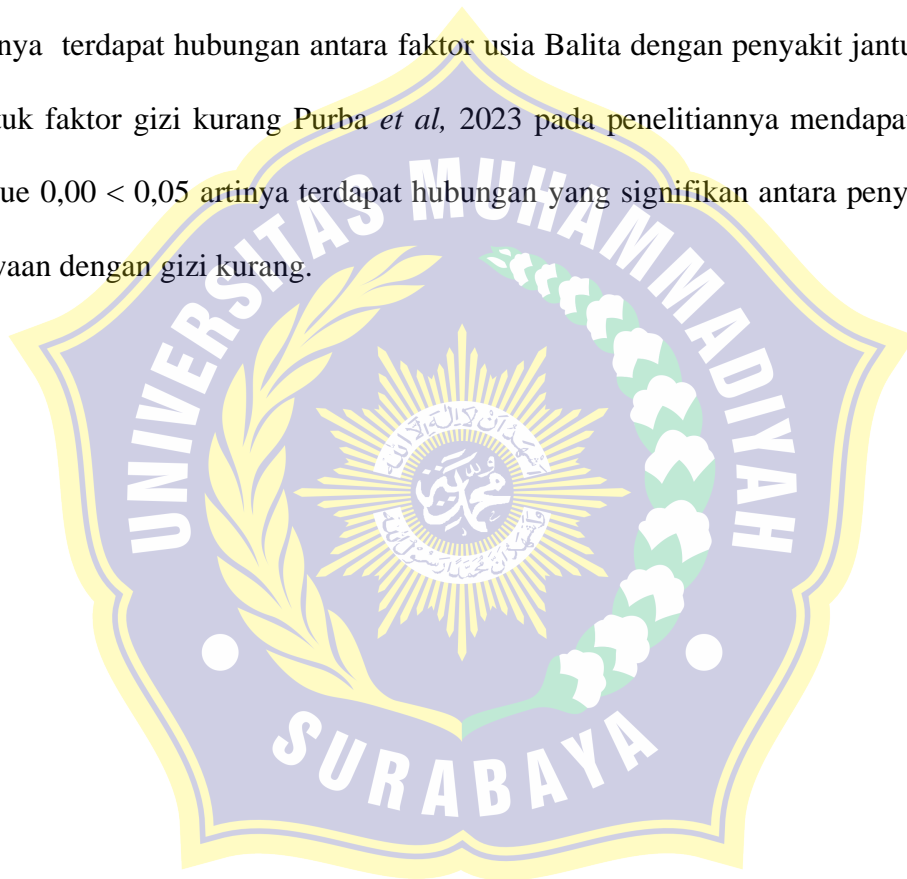 nya terdapat hubungan antara faktor usia Balita dengan penyakit jantu
tuk faktor gizi kurang Purba et al, 2023 pada penelitiannya mendapat
ue 0,00 < 0,05 artinya terdapat hubungan yang signifikan antara peny
yaan dengan gizi kurang.
UNIVERSITAS MUHAMMADIYAH
SURABAYA